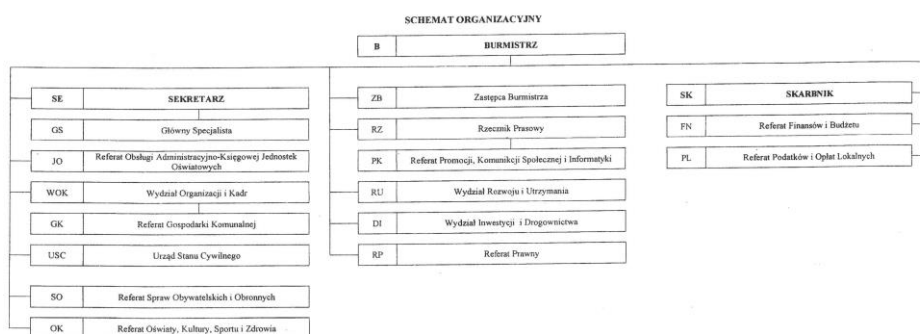 SCHEMAT ORGANIZACYJNY
B BURMISTRZ
SE SEKRETARZ
GS Główny Specjalista
JO Referat Obsługi Administracyjno-Księgowej Jednostek
Oświatowych
WOK Wydział Organizacji i Kadr
GK Referat Gospodarki Komunalnej
USC Urząd Stanu Cywilnego
SO Referat Spraw Obywatelskich i Obronnych
OK Referat Oświaty, Kultury, Sportu i Zdrowia
ZB Zastępca Burmistrza
RZ Rzecznik Prasowy
PK Referat Promocji, Komunikcji Społecznej i Informatyki
RU Wydział Rozwoju i Utrzymania
DI Wydział Inwestycji i Drogownictwa
RP Referat Prawny
SK SKARBNIK
FN Referat Finansów i Budżetu
PL Referat Podatków i Opłat Lokalnych